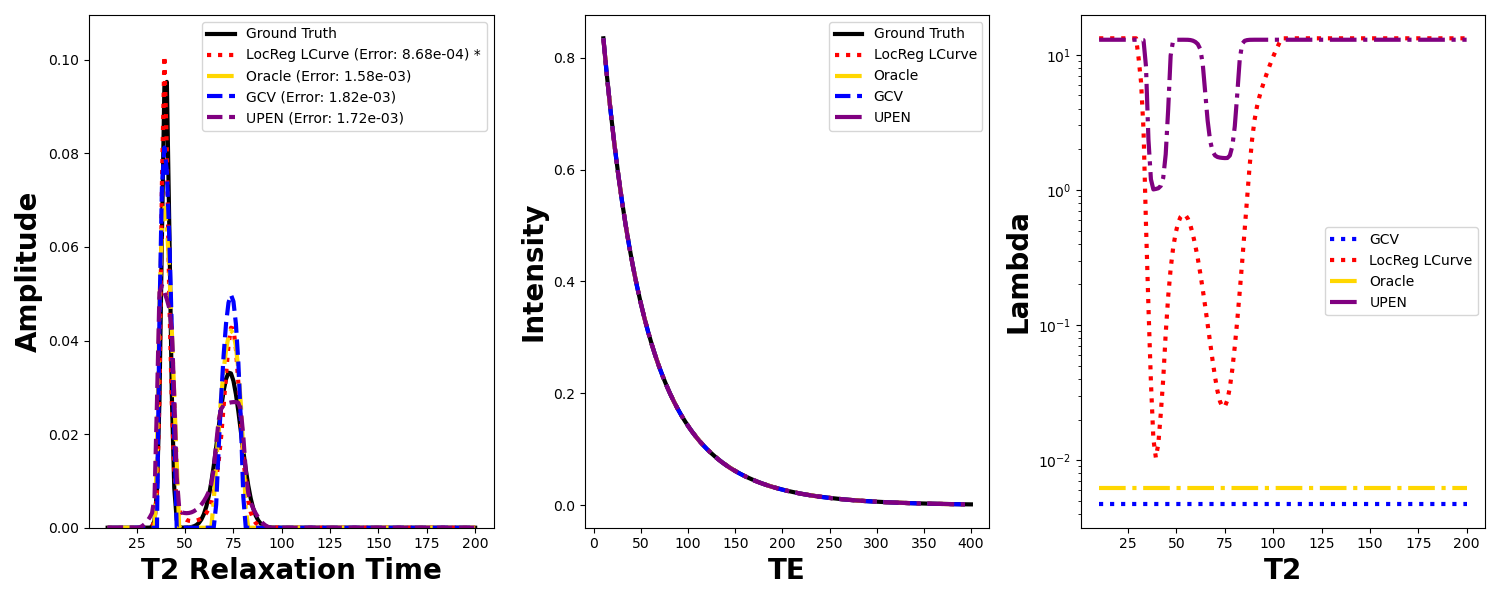 Ground Truth
LocReg LCurve (Error: 8.68e-04) *
Oracle (Error: 1.58e-03)
GCV (Error: 1.82e-03)
UPEN (Error: 1.72e-03)
0.10
0.08
0.06
0.04
0.02
0.00
25 50 75 100 125 150 175 200
Amplitude
T2 Relaxation Time
Ground Truth
LocReg LCurve
Oracle
GCV
UPEN
0.8
0.6
0.4
0.2
0.0
0 50 100 150 200 250 300 350 400
Intensity
TE
10^1
10^0
10^-1
10^-2
GCV
LocReg LCurve
Oracle
UPEN
25 50 75 100 125 150 175 200
Lambda
T2